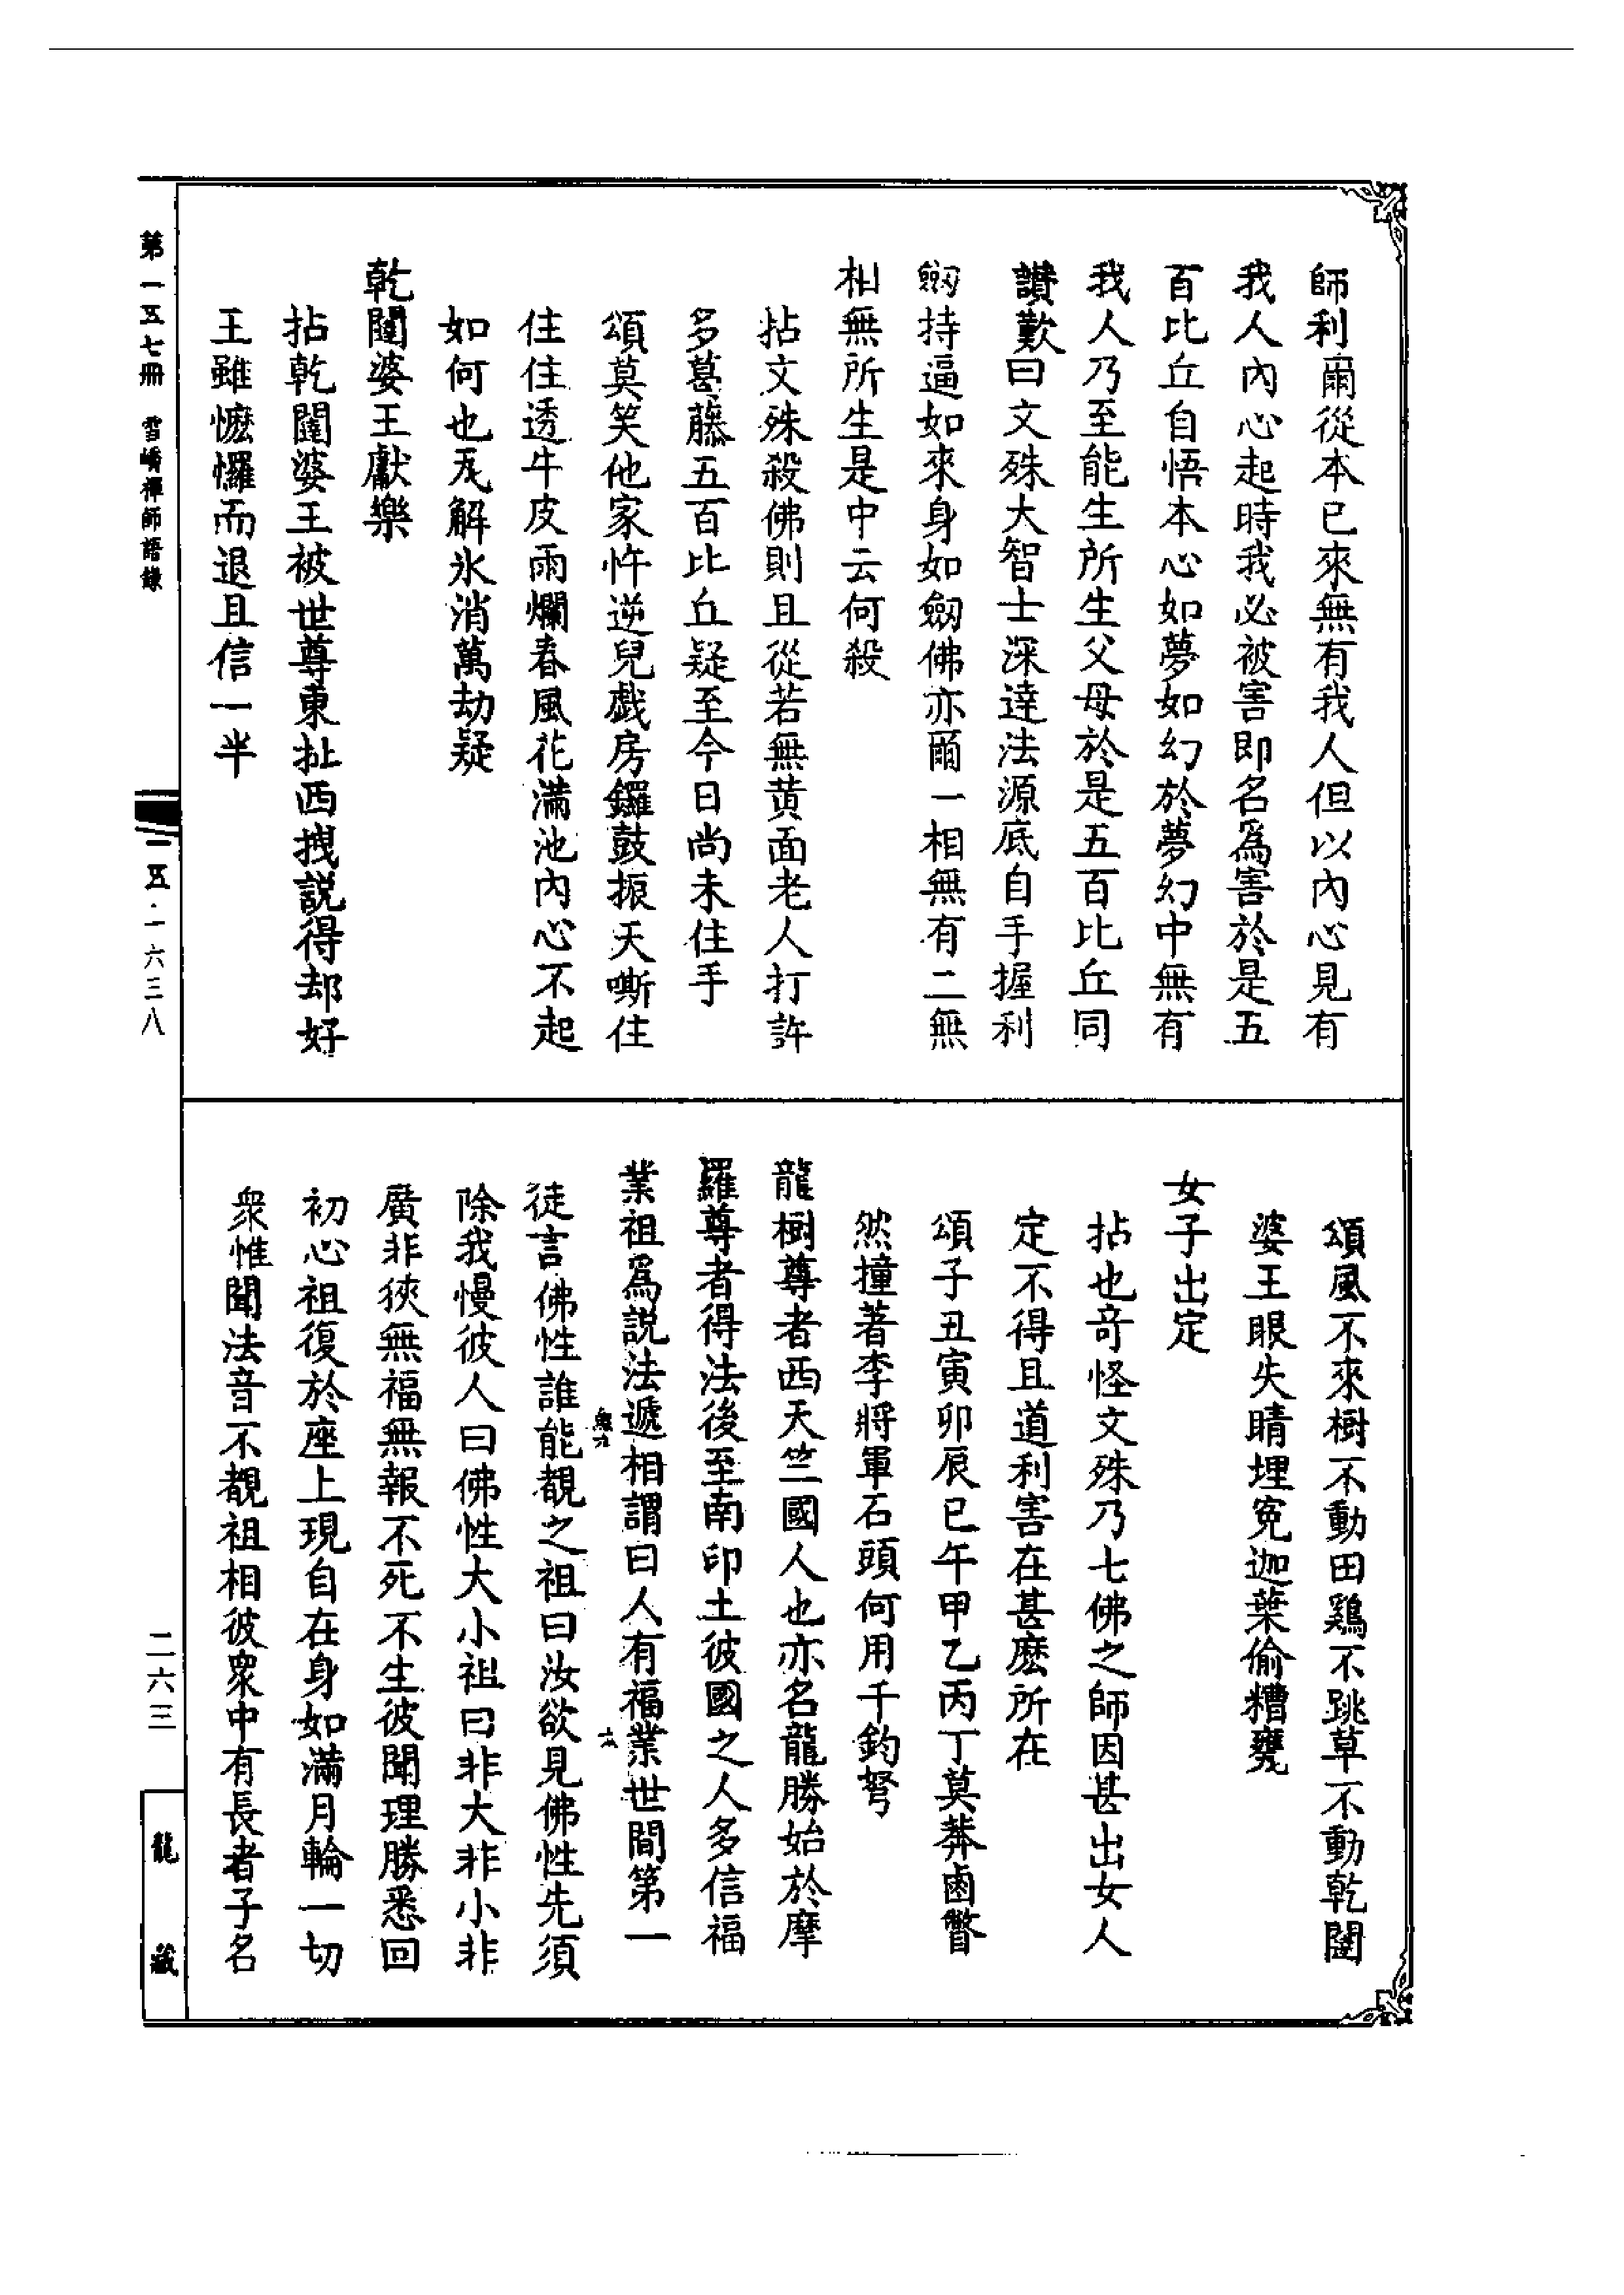 師利爾從本已來無有我人但以內心見有
我人內心起時我必被害即名爲害於是五
百比丘自悟本心如夢如幻於夢幻中無有
我人乃至能生所生父母於是五百比丘同
讚歎曰文殊大智士深達法源底自手握利
劒持逼如來身如劒佛亦爾一相無有二無
相無所生是中云何殺
拈文殊殺佛則且從若無黄面老人打許
多葛藤五百比丘疑至今日尚未住手
頌莫笑他家忤逆兒戲房鑼鼓振天嘶住
住住透牛皮雨爛春風花滿池內心不起
如何也瓦解氷消萬劫疑
乾闥婆王獻樂
拈乾闥婆王被世尊東扯西拽説得却好
王雖懡㦬而退且信一半
頌風不來樹不動田鷄不跳草不動乾闥
婆王眼失睛埋寃迦葉偷糟甕
女子出定
拈也奇怪文殊乃七佛之師因甚出女人
定不得且道利害在甚麽所在
頌子丑寅卯辰巳午甲乙丙丁莫莽鹵瞥
然撞著李將軍石頭何用千鈞弩
龍樹尊者西天竺國人也亦名龍勝始於摩
羅尊者得法後至南印土彼國之人多信福
業祖爲説法遞相謂曰人有福業世間第一
徒言佛性誰能覩之祖曰汝欲見佛性先須
除我慢彼人曰佛性大小祖曰非大非小非
廣非狹無福無報不死不生彼聞理勝悉回
初心祖復於座上現自在身如滿月輪一切
衆惟聞法音不覩祖相彼衆中有長者子名
第一五七冊 雪嶠禪師語錄
一五·一六三八
二六三
龍藏